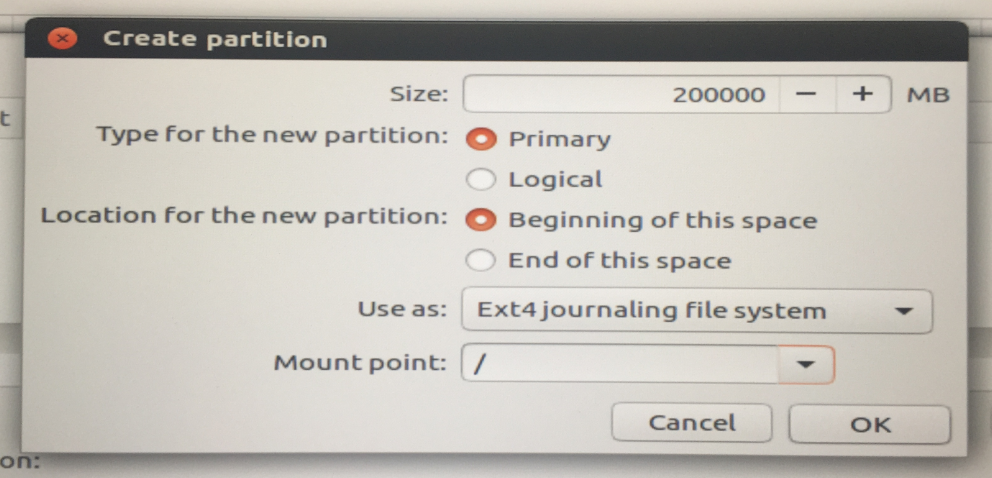 Create partition
Size: 200000 − + MB
Type for the new partition: Primary
Logical
Location for the new partition: Beginning of this space
End of this space
Use as: Ext4 journaling file system
Mount point: /
Cancel OK
on:
t